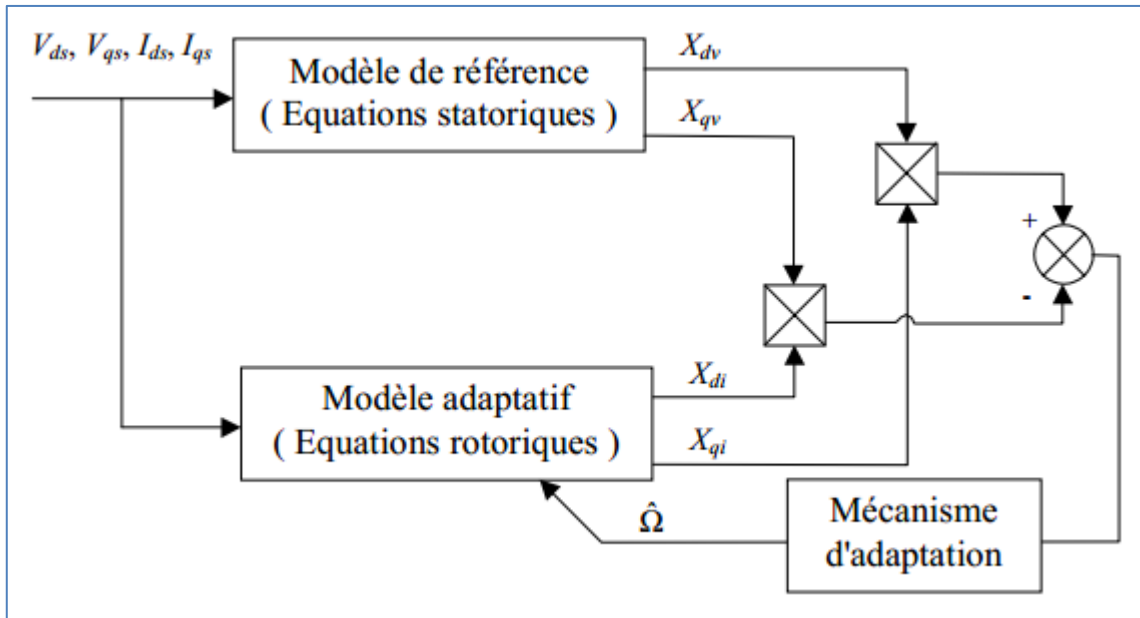 Vds, Vqs, Ids, Iqs
Modèle de référence
( Equations statoriques )
Xdv
Xqv
+
-
Modèle adaptatif
( Equations rotoriques )
Xdi
Xqi
Ω̂
Mécanisme
d'adaptation